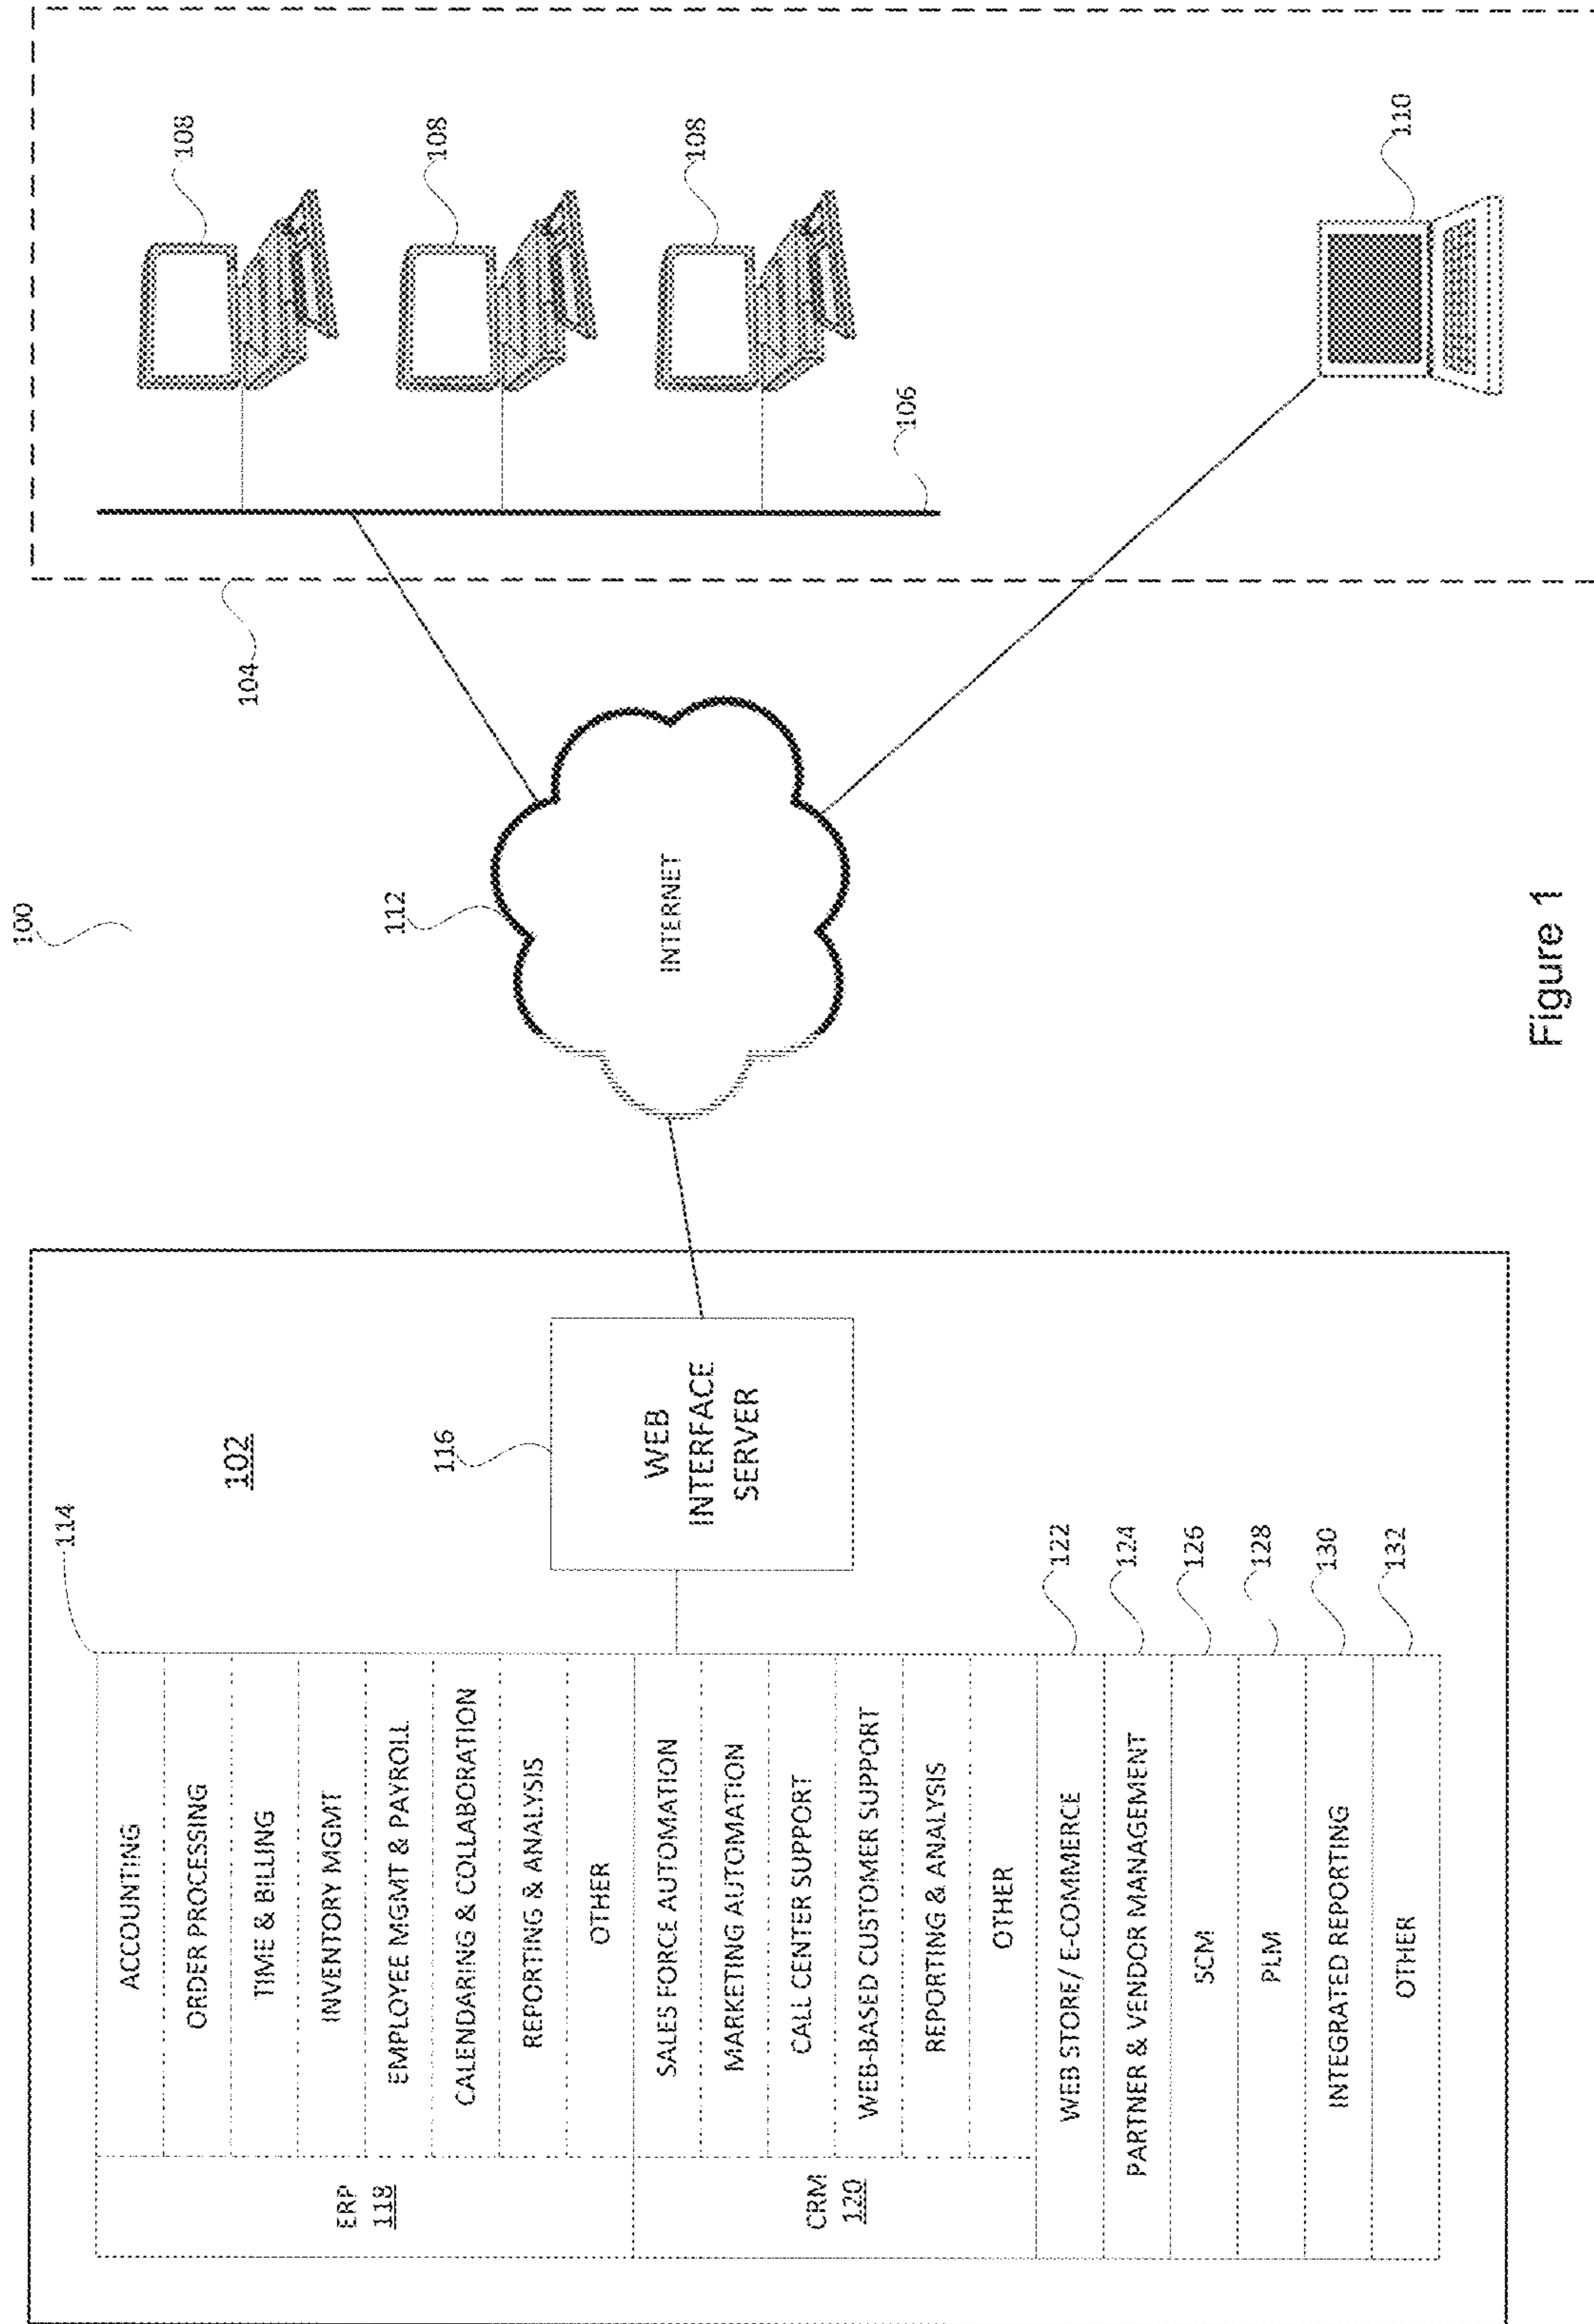 100
102
114
ACCOUNTING
ORDER PROCESSING
TIME & BILLING
INVENTORY MGMT
EMPLOYEE MGMT & PAYROLL
CALENDARING & COLLABORATION
REPORTING & ANALYSIS
OTHER
ERP
118
SALES FORCE AUTOMATION
MARKETING AUTOMATION
CALL CENTER SUPPORT
WEB-BASED CUSTOMER SUPPORT
REPORTING & ANALYSIS
OTHER
CRM
120
WEB STORE/ E-COMMERCE
122
PARTNER & VENDOR MANAGEMENT
124
SCM
126
PLM
128
INTEGRATED REPORTING
130
OTHER
132
116
WEB
INTERFACE
SERVER
112
INTERNET
104
106
108
108
108
110
Figure 1